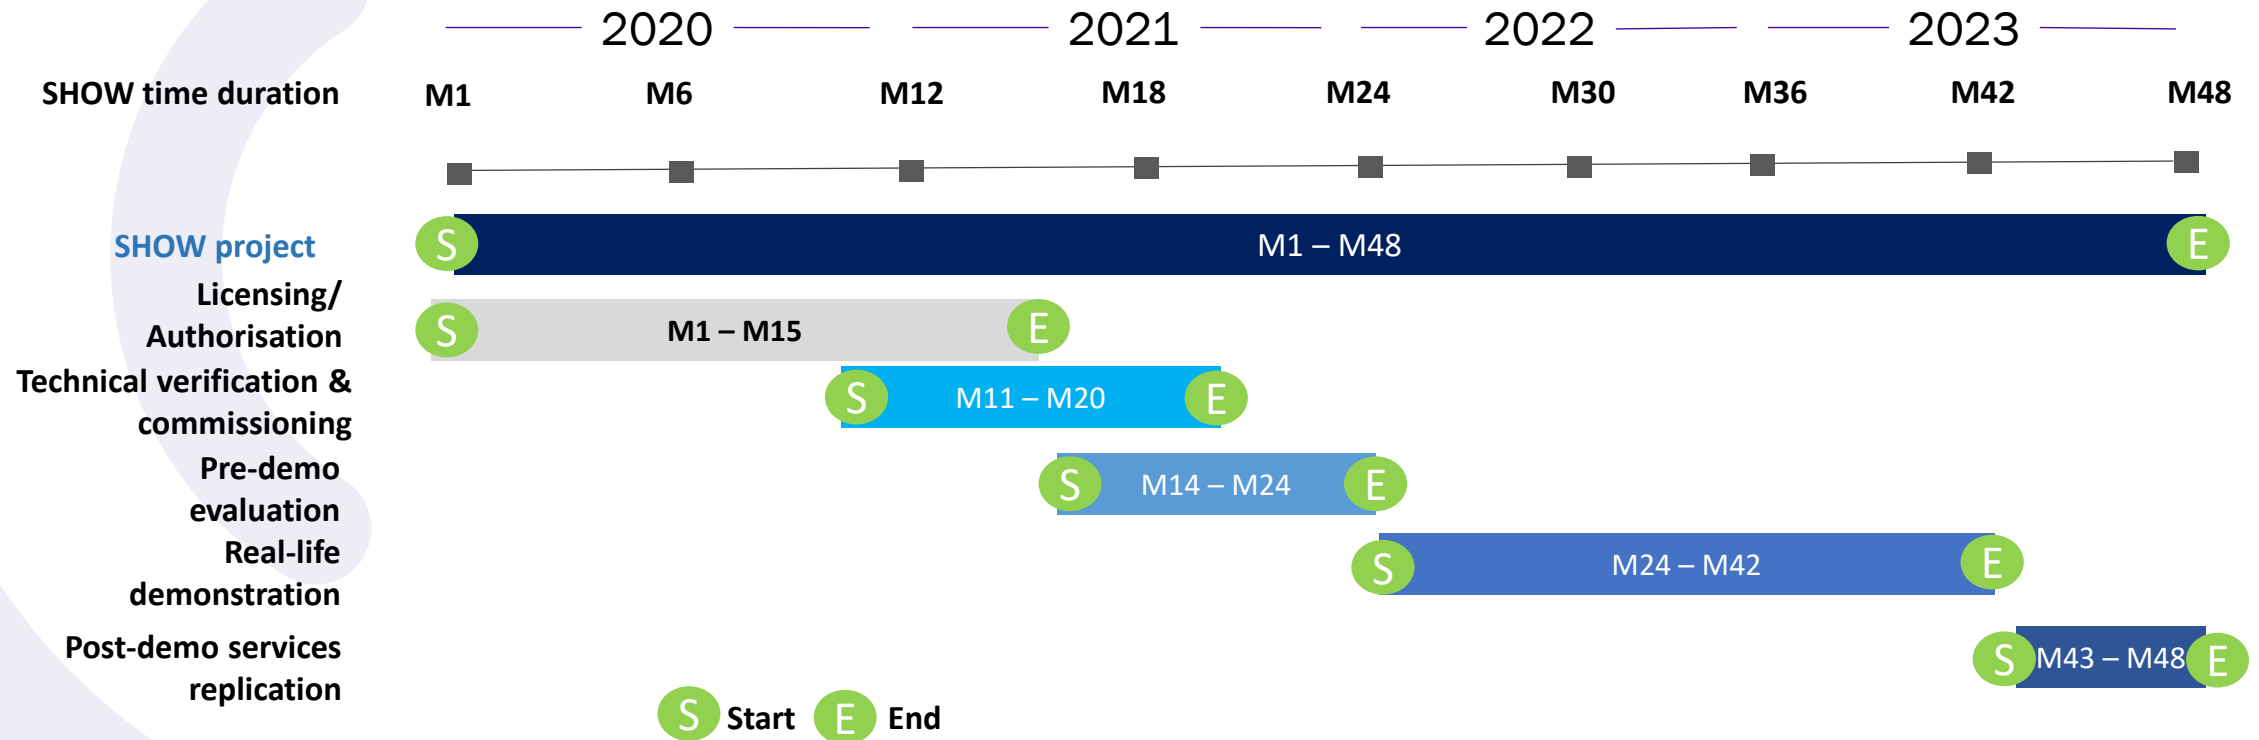 2020 2021 2022 2023
SHOW time duration M1 M6 M12 M18 M24 M30 M36 M42 M48
SHOW project S M1 – M48 E
Licensing/
Authorisation S M1 – M15 E
Technical verification &
commissioning S M11 – M20 E
Pre-demo
evaluation S M14 – M24 E
Real-life
demonstration S M24 – M42 E
Post-demo services
replication S M43 – M48 E
S Start E End